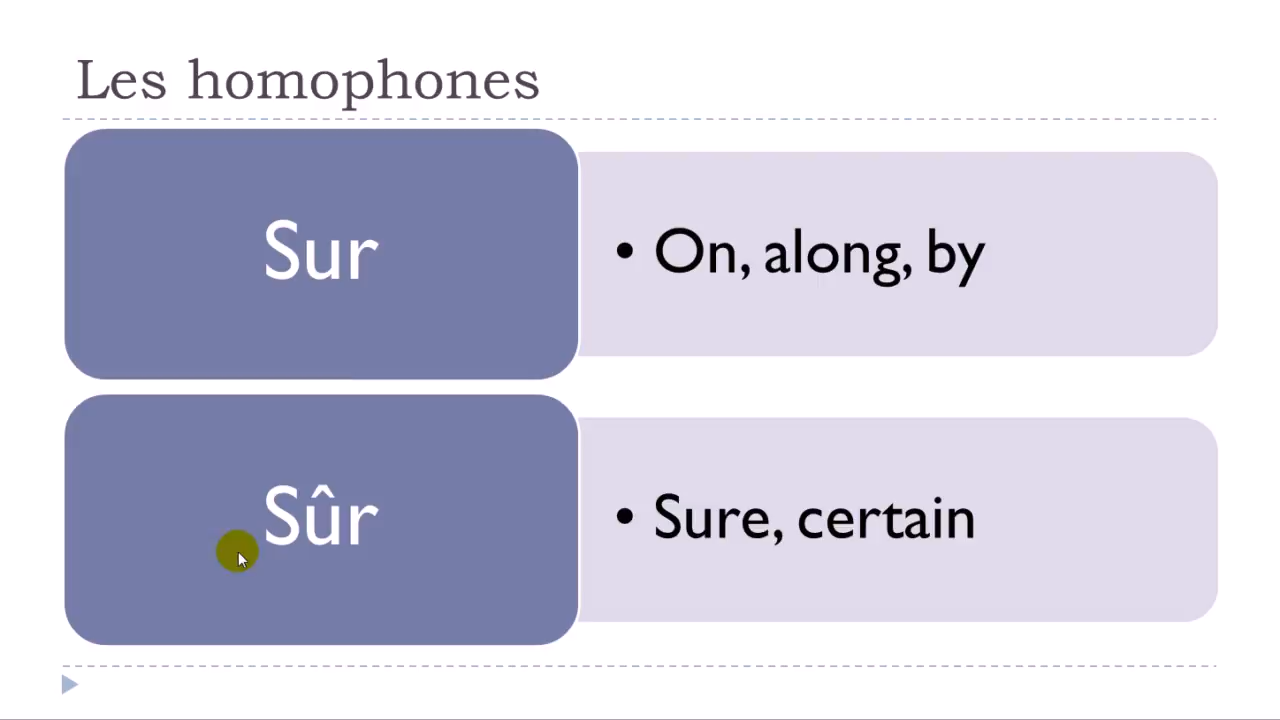 Les homophones
Sur
• On, along, by
Sûr
• Sure, certain